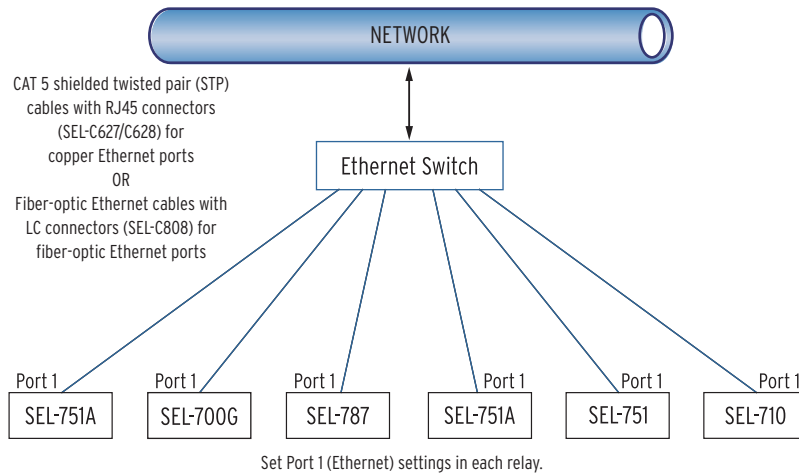 NETWORK
CAT 5 shielded twisted pair (STP)
cables with RJ45 connectors
(SEL-C627/C628) for
copper Ethernet ports
OR
Fiber-optic Ethernet cables with
LC connectors (SEL-C808) for
fiber-optic Ethernet ports
Ethernet Switch
Port 1 Port 1 Port 1 Port 1 Port 1 Port 1
SEL-751A SEL-700G SEL-787 SEL-751A SEL-751 SEL-710
Set Port 1 (Ethernet) settings in each relay.